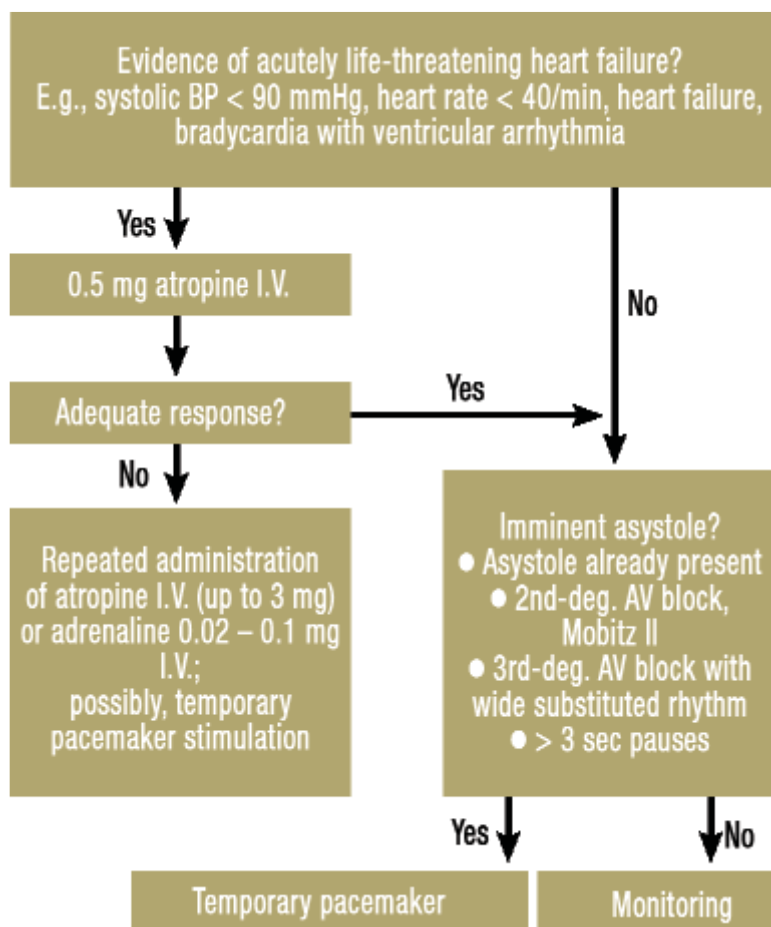 Evidence of acutely life-threatening heart failure?
E.g., systolic BP < 90 mmHg, heart rate < 40/min, heart failure,
bradycardia with ventricular arrhythmia
Yes
No
0.5 mg atropine I.V.
Adequate response?
Yes
No
Repeated administration
of atropine I.V. (up to 3 mg)
or adrenaline 0.02 – 0.1 mg
I.V.;
possibly, temporary
pacemaker stimulation
Imminent asystole?
● Asystole already present
● 2nd-deg. AV block,
Mobitz II
● 3rd-deg. AV block with
wide substituted rhythm
● > 3 sec pauses
Yes
No
Temporary pacemaker
Monitoring